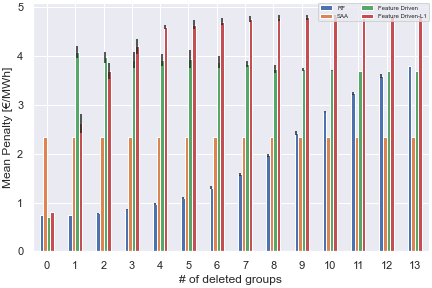 5
4
3
2
1
0
Mean Penalty [€/MWh]
RF
SAA
Feature Driven
Feature Driven-L1
0 1 2 3 4 5 6 7 8 9 10 11 12 13
# of deleted groups